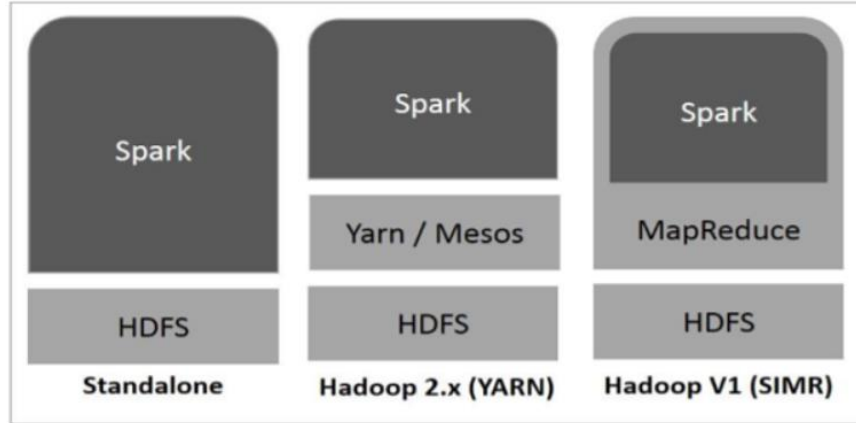 Spark
HDFS
Standalone
Spark
Yarn / Mesos
HDFS
Hadoop 2.x (YARN)
Spark
MapReduce
HDFS
Hadoop V1 (SIMR)